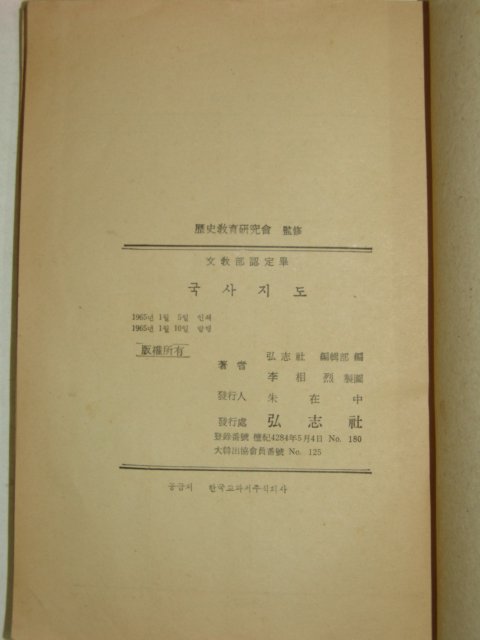 歷史敎育硏究會 監修
文敎部認定畢
국사지도
1965년 1월 5일 인쇄
1965년 1월 10일 발행
版權所有
著者 弘志社 編輯部 編
李相烈 製圖
發行人 朱在中
發行處 弘志社
登錄番號 檀紀4284年5月4日 No. 180
大韓出協會員番號 No. 125
공급처 한국교과서주식회사